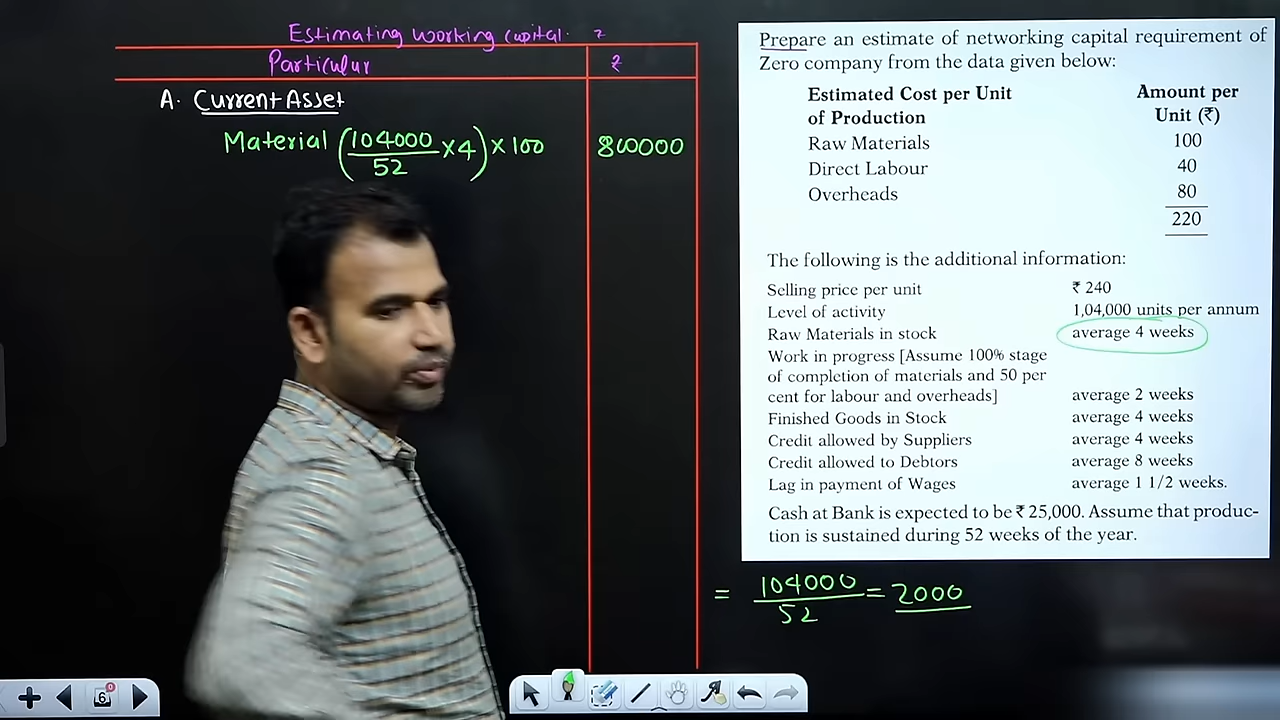 Estimating working capital.
Particular ₹
A. Current Asset
Material (104000/52 × 4) × 100 800000
Prepare an estimate of networking capital requirement of
Zero company from the data given below:
Estimated Cost per Unit Amount per
of Production Unit (₹)
Raw Materials 100
Direct Labour 40
Overheads 80
220
The following is the additional information:
Selling price per unit ₹ 240
Level of activity 1,04,000 units per annum
Raw Materials in stock average 4 weeks
Work in progress [Assume 100% stage
of completion of materials and 50 per
cent for labour and overheads] average 2 weeks
Finished Goods in Stock average 4 weeks
Credit allowed by Suppliers average 4 weeks
Credit allowed to Debtors average 8 weeks
Lag in payment of Wages average 1 1/2 weeks.
Cash at Bank is expected to be ₹ 25,000. Assume that produc-
tion is sustained during 52 weeks of the year.
= 104000/52 = 2000
6